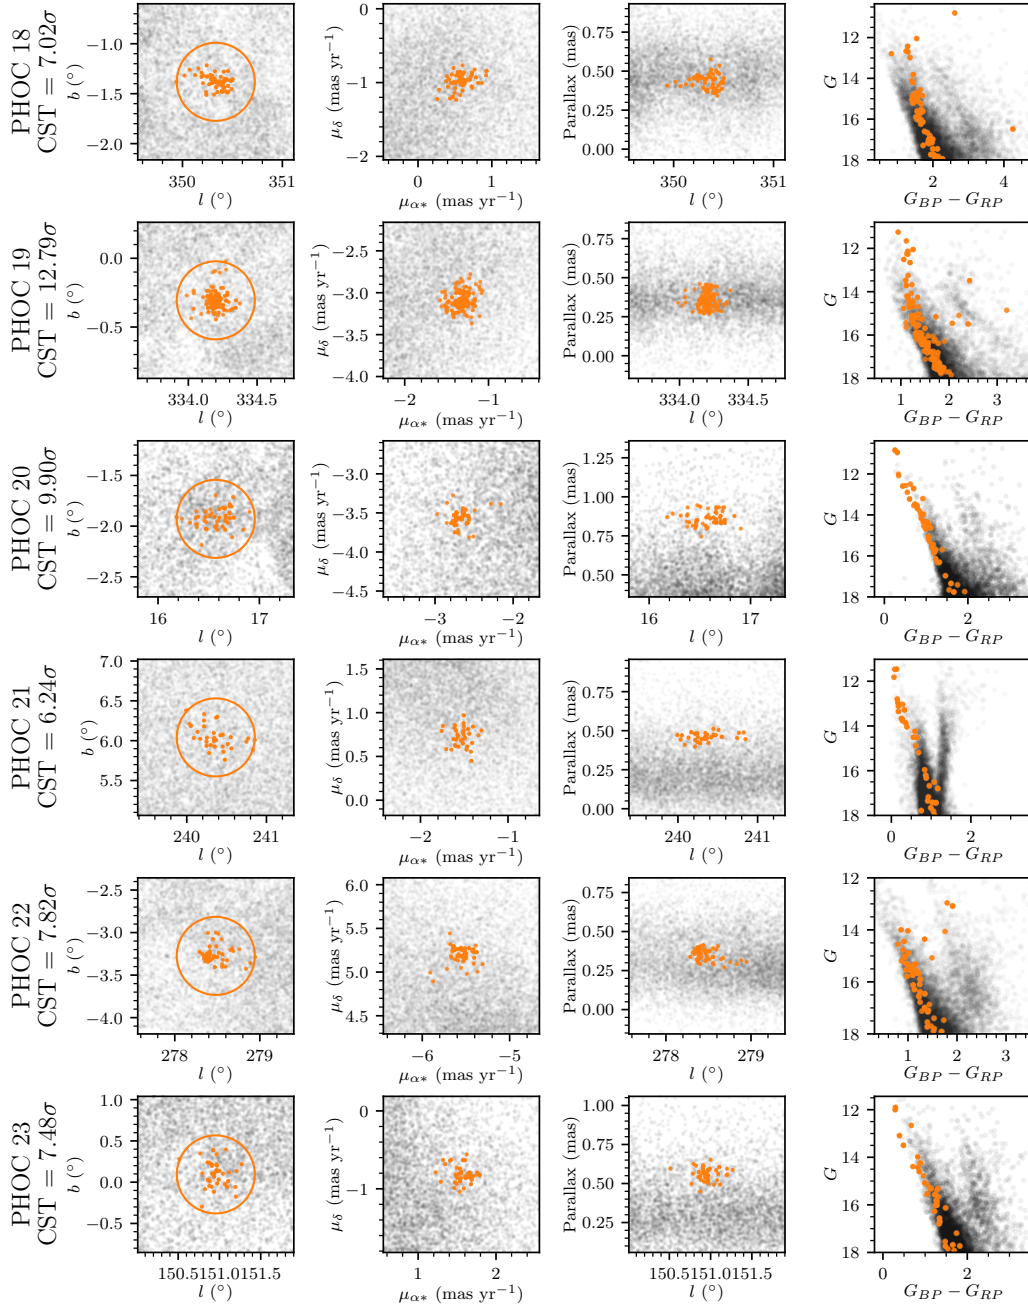 PHOC 18
CST = 7.02σ
b (°)
−0.6
−1.0
−1.5
−2.0
350
351
l (°)
μδ (mas yr−1)
0
−1
−2
0
1
μα∗ (mas yr−1)
Parallax (mas)
0.75
0.50
0.25
0.00
350
351
l (°)
G
12
14
16
18
2
4
GBP − GRP
PHOC 19
CST = 12.79σ
b (°)
0.0
−0.5
334.0
334.5
l (°)
μδ (mas yr−1)
−2.5
−3.0
−3.5
−4.0
−2
−1
μα∗ (mas yr−1)
Parallax (mas)
0.75
0.50
0.25
0.00
334.0
334.5
l (°)
G
12
14
16
18
1
2
3
GBP − GRP
PHOC 20
CST = 9.90σ
b (°)
−1.5
−2.0
−2.5
16
17
l (°)
μδ (mas yr−1)
−3.0
−3.5
−4.0
−4.5
−3
−2
μα∗ (mas yr−1)
Parallax (mas)
1.25
1.00
0.75
0.50
16
17
l (°)
G
12
14
16
18
0
2
GBP − GRP
PHOC 21
CST = 6.24σ
b (°)
7.0
6.5
6.0
5.5
240
241
l (°)
μδ (mas yr−1)
1.5
1.0
0.5
0.0
−2
−1
μα∗ (mas yr−1)
Parallax (mas)
0.75
0.50
0.25
0.00
240
241
l (°)
G
12
14
16
18
0
2
GBP − GRP
PHOC 22
CST = 7.82σ
b (°)
−2.5
−3.0
−3.5
−4.0
278
279
l (°)
μδ (mas yr−1)
6.0
5.5
5.0
4.5
−6
−5
μα∗ (mas yr−1)
Parallax (mas)
0.75
0.50
0.25
0.00
278
279
l (°)
G
12
14
16
18
1
2
3
GBP − GRP
PHOC 23
CST = 7.48σ
b (°)
1.0
0.5
0.0
−0.5
150.5151.0151.5
l (°)
μδ (mas yr−1)
0
−1
1
2
μα∗ (mas yr−1)
Parallax (mas)
1.00
0.75
0.50
0.25
150.5151.0151.5
l (°)
G
12
14
16
18
0
2
GBP − GRP